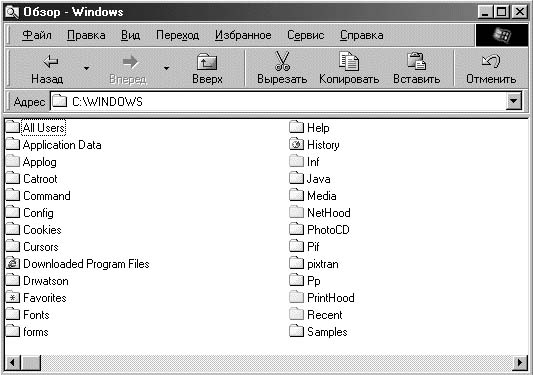 Обзор - Windows
Файл Правка Вид Переход Избранное Сервис Справка
Назад Вперед Вверх Вырезать Копировать Вставить Отменить
Адрес C:\WINDOWS
All Users Help
Application Data History
Applog Inf
Catroot Java
Command Media
Config NetHood
Cookies PhotoCD
Cursors Pif
Downloaded Program Files pixtran
Drwatson Pp
Favorites PrintHood
Fonts Recent
forms Samples